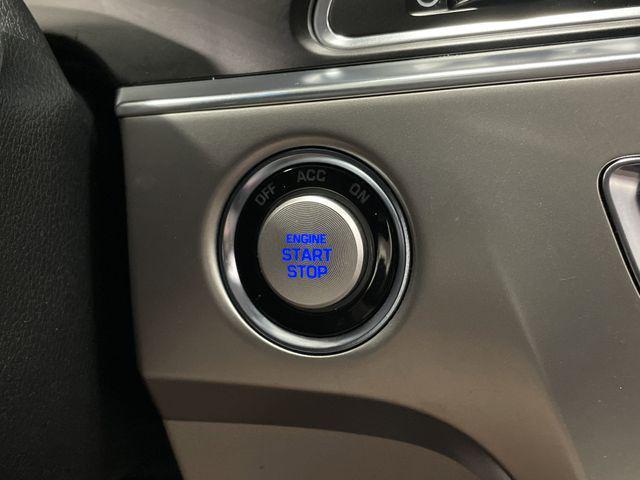 OFF ACC ON
ENGINE
START
STOP